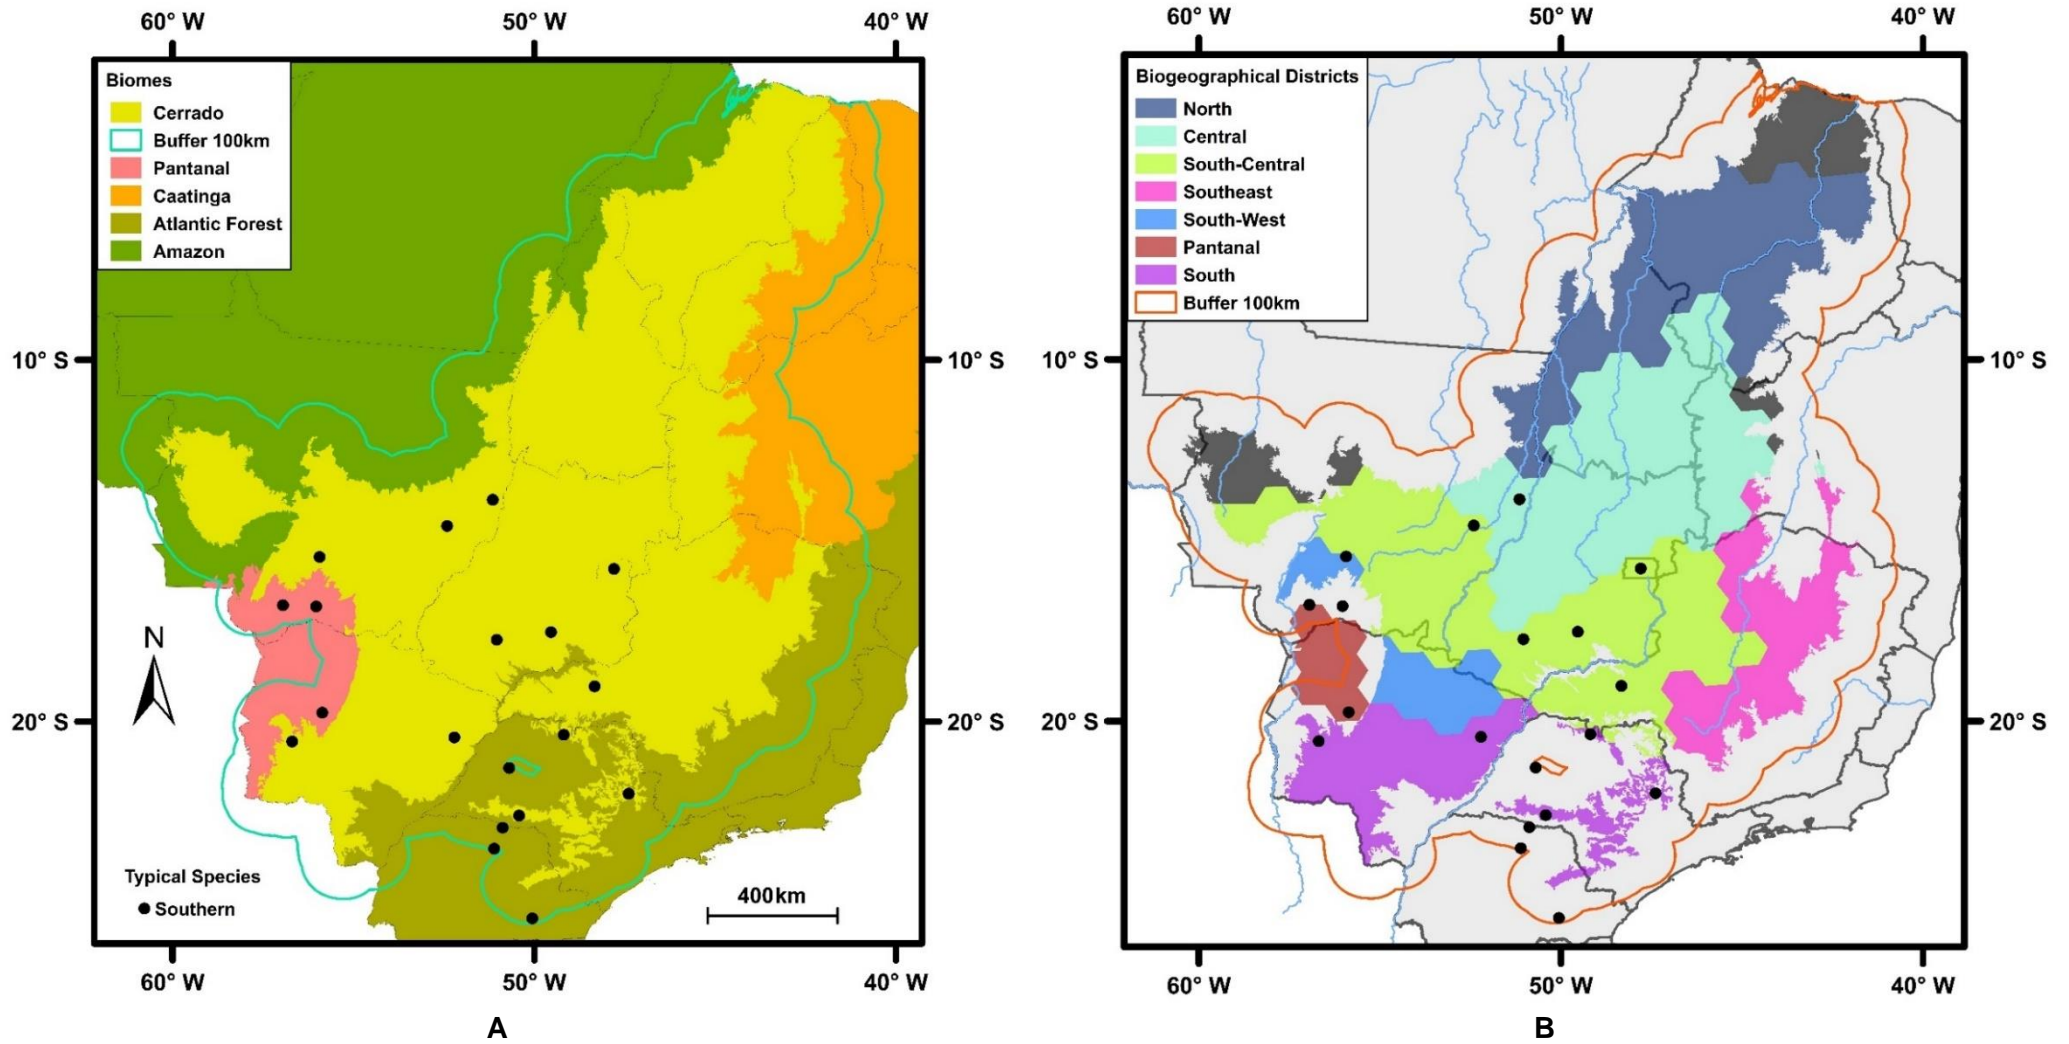 60° W 50° W 40° W
Biomes
Cerrado
Buffer 100km
Pantanal
Caatinga
Atlantic Forest
Amazon
10° S 10° S
N
20° S 20° S
Typical Species
Southern
400km
60° W 50° W 40° W
A
60° W 50° W 40° W
Biogeographical Districts
North
Central
South-Central
Southeast
South-West
Pantanal
South
Buffer 100km
10° S 10° S
20° S 20° S
60° W 50° W 40° W
B